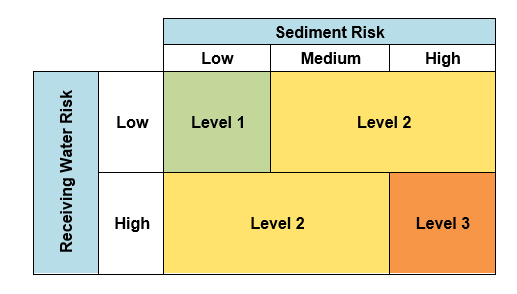 Sediment Risk
Low Medium High
Receiving Water Risk
Low Level 1 Level 2
High Level 2 Level 3